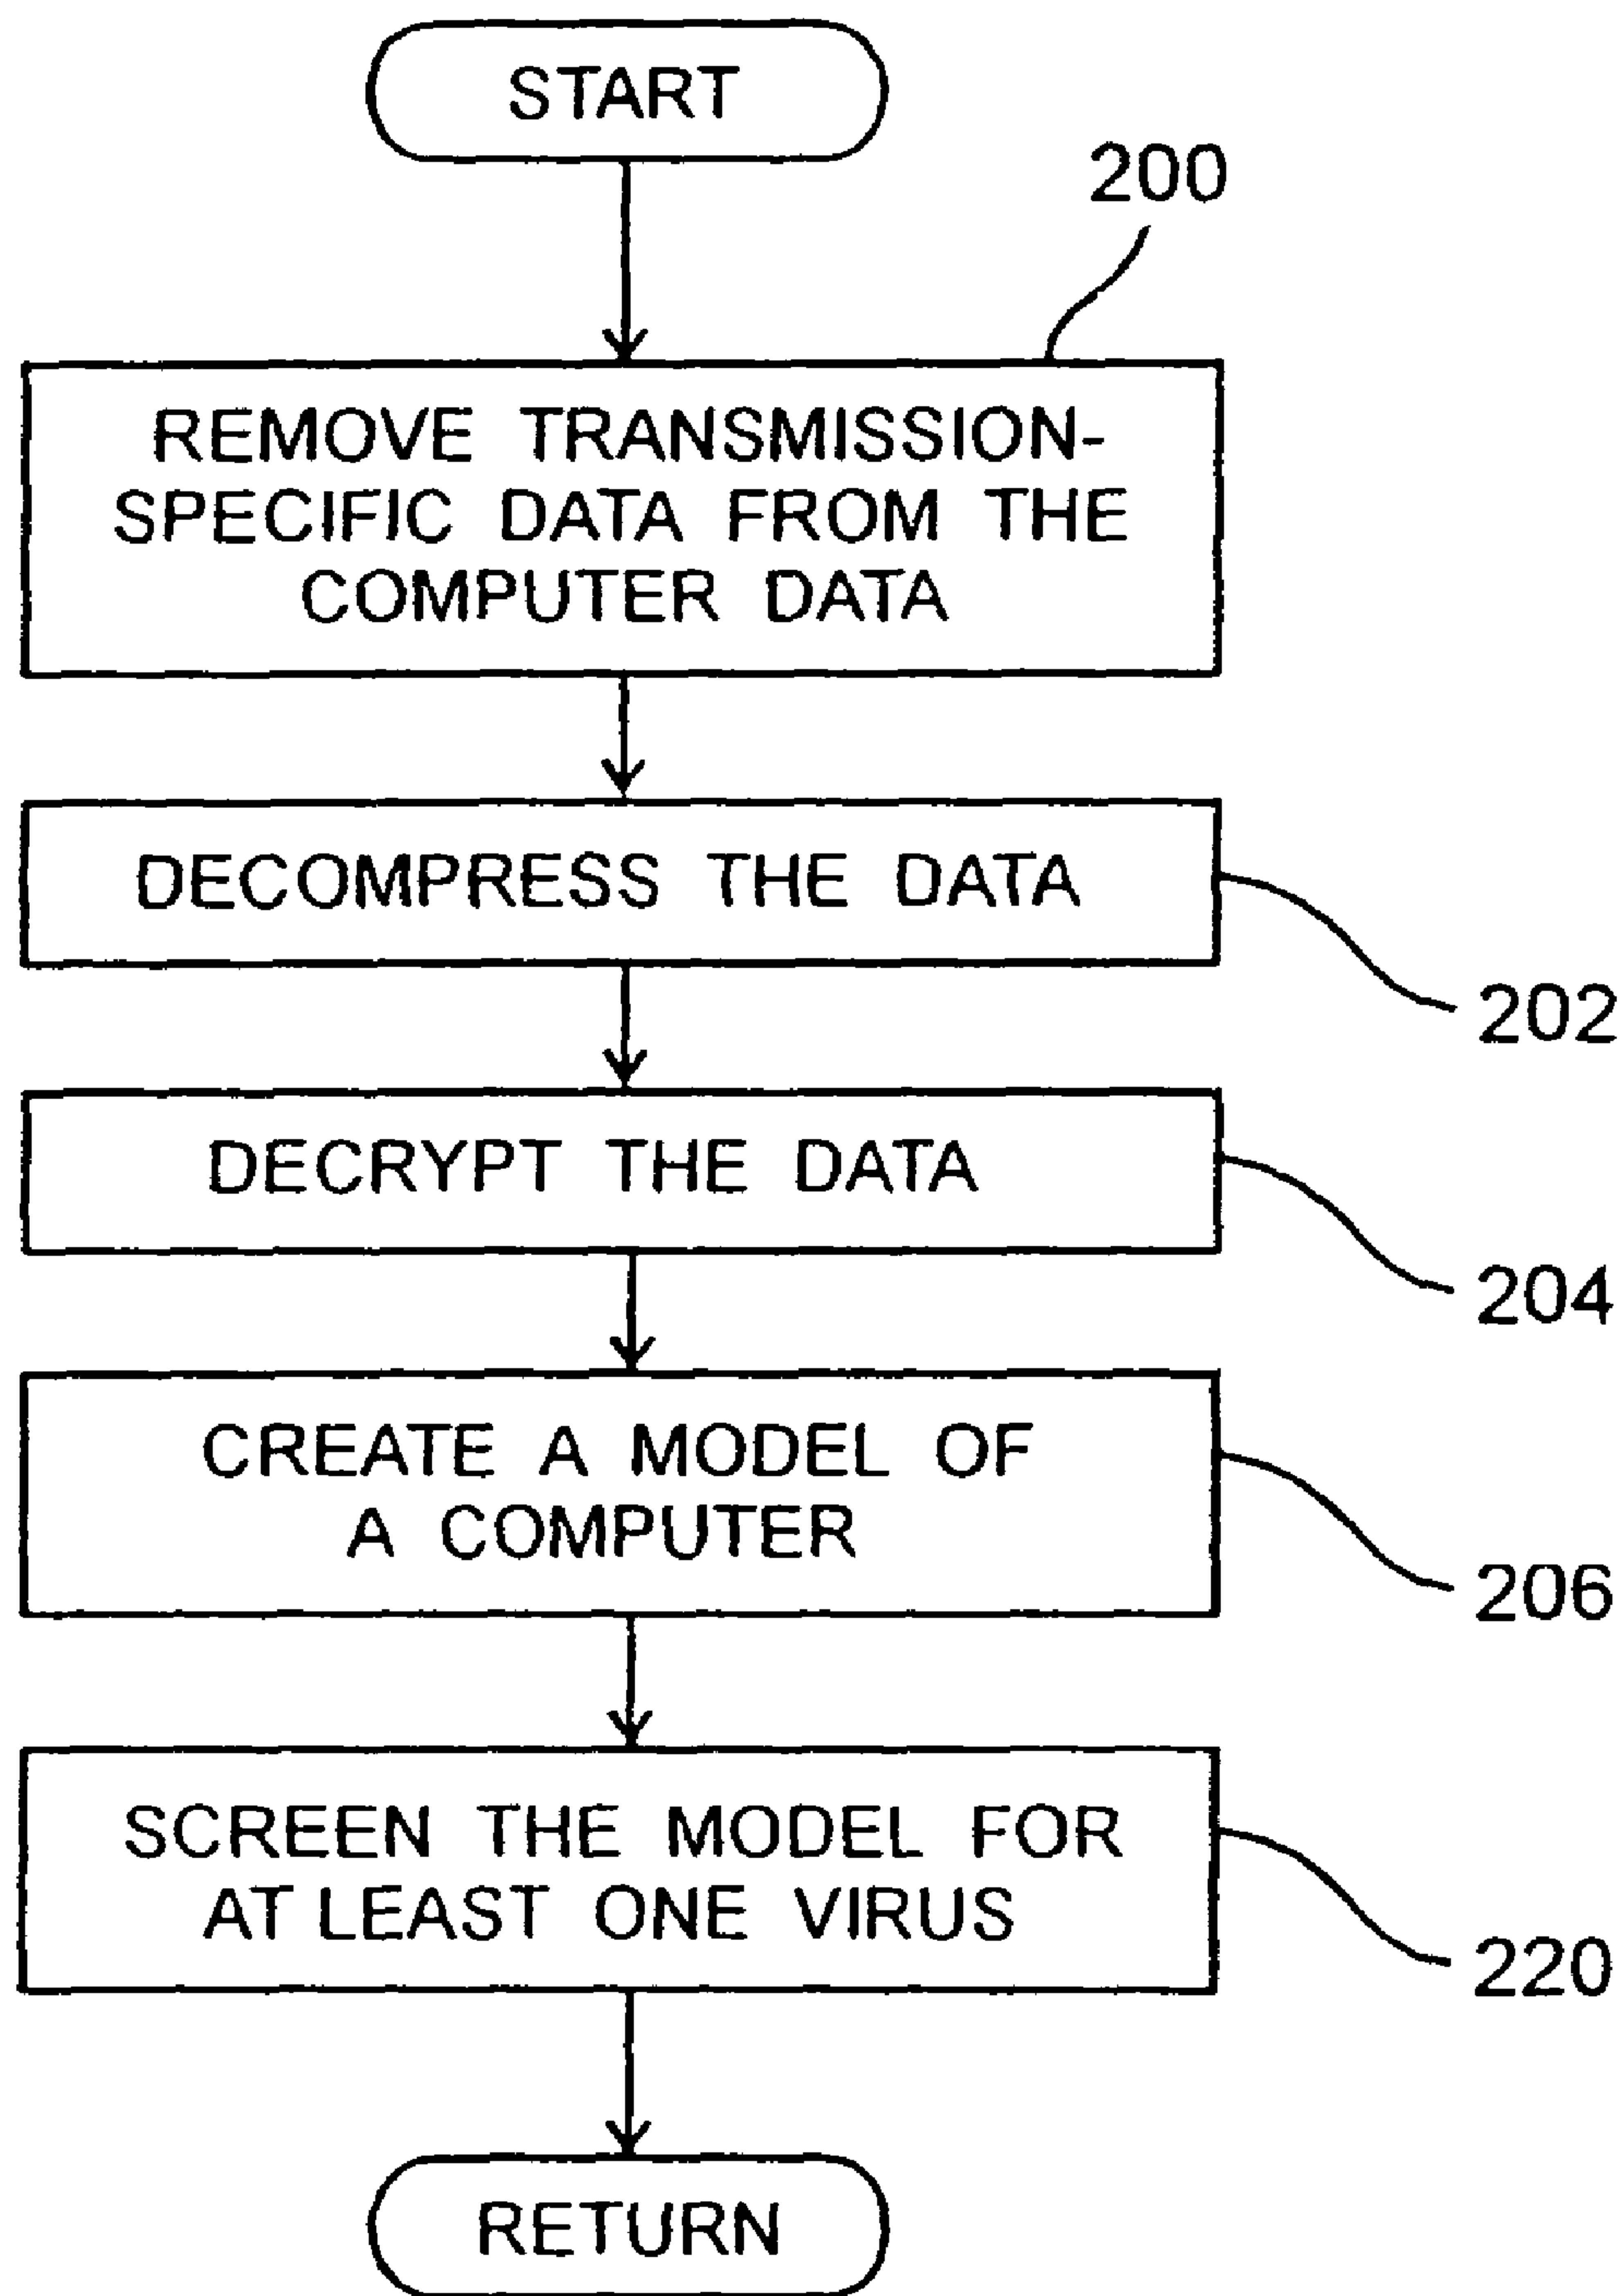 START
200
REMOVE TRANSMISSION-
SPECIFIC DATA FROM THE
COMPUTER DATA
DECOMPRESS THE DATA
202
DECRYPT THE DATA
204
CREATE A MODEL OF
A COMPUTER
206
SCREEN THE MODEL FOR
AT LEAST ONE VIRUS
220
RETURN